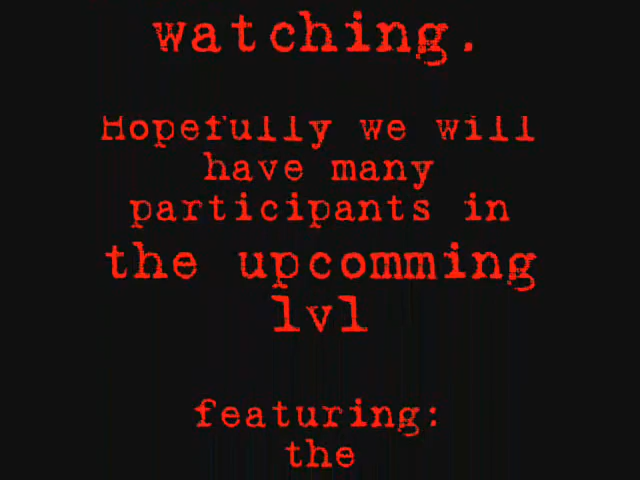 watching.
Hopefully we will
have many
participants in
the upcomming
lvl
featuring:
the